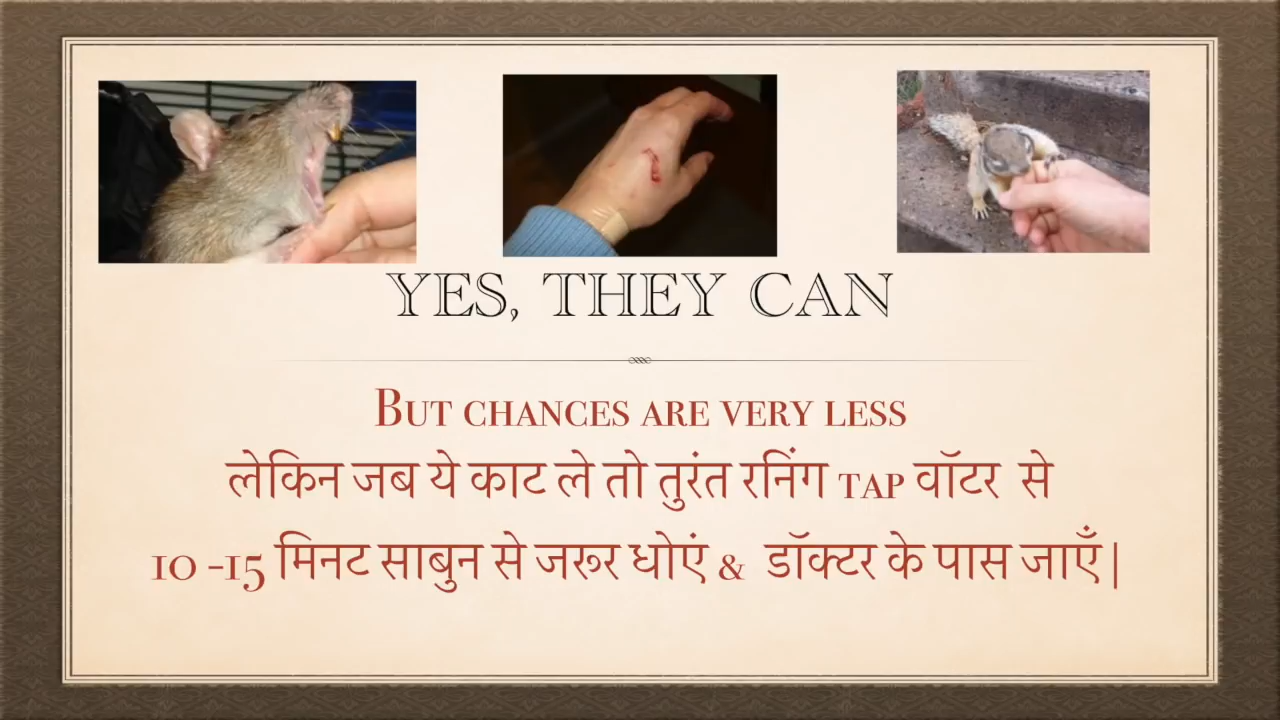 YES, THEY CAN
BUT CHANCES ARE VERY LESS
लेकिन जब ये काट ले तो तुरंत रनिंग TAP वॉटर से
10 -15 मिनट साबुन से जरूर धोएं & डॉक्टर के पास जाएँ |